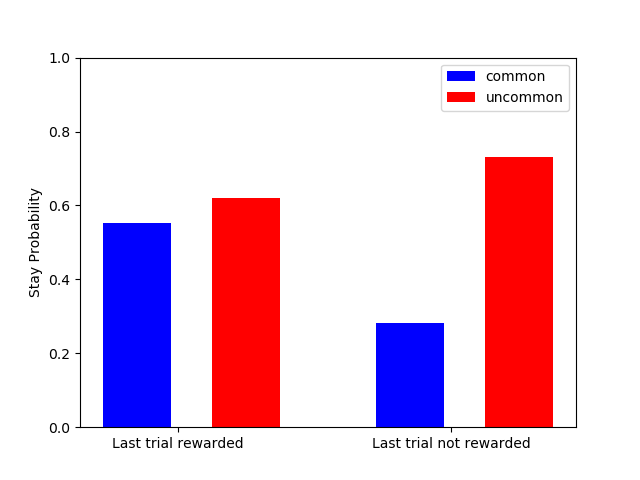 1.0
0.8
0.6
0.4
0.2
0.0
Stay Probability
common
uncommon
Last trial rewarded
Last trial not rewarded